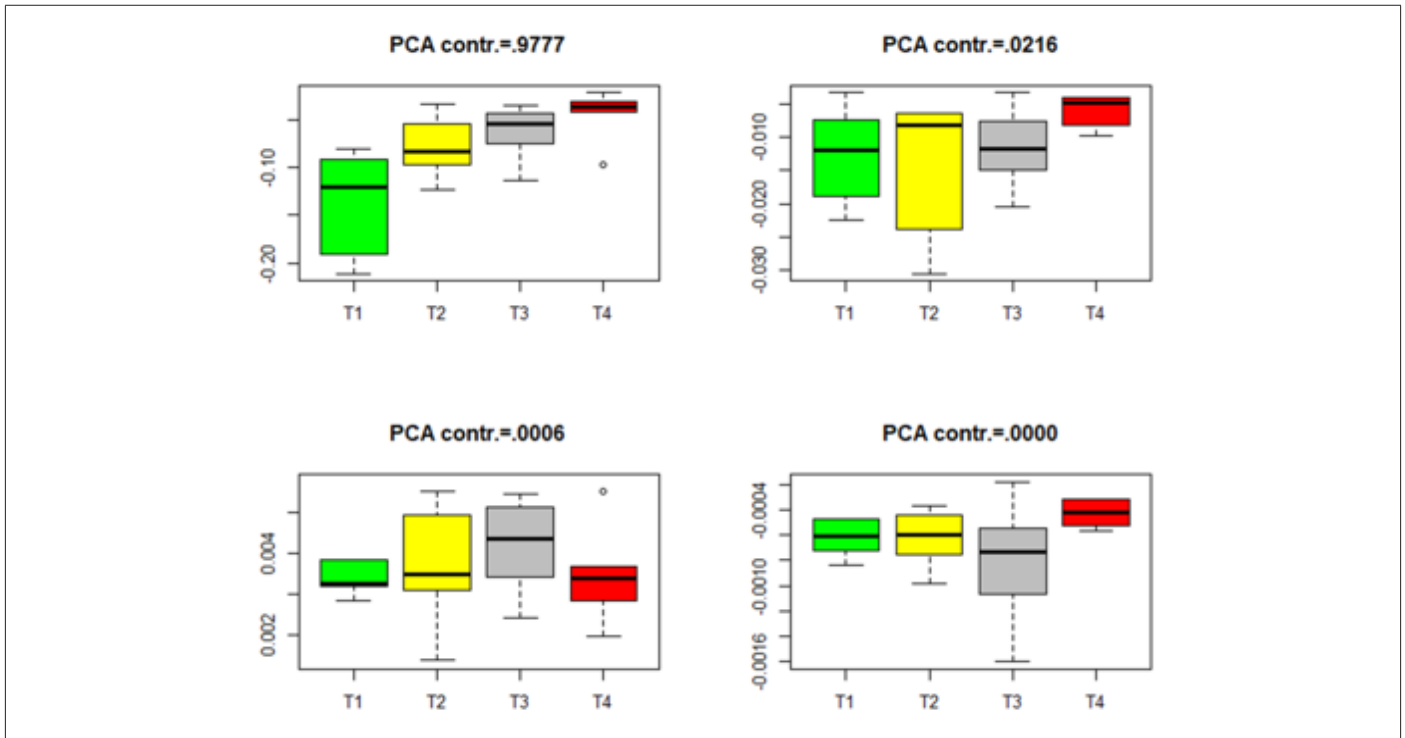 PCA contr.=.9777
-0.10
-0.20
T1 T2 T3 T4
PCA contr.=.0216
-0.010
-0.020
-0.030
T1 T2 T3 T4
PCA contr.=.0006
0.004
0.002
T1 T2 T3 T4
PCA contr.=.0000
-0.0004
-0.0010
-0.0016
T1 T2 T3 T4